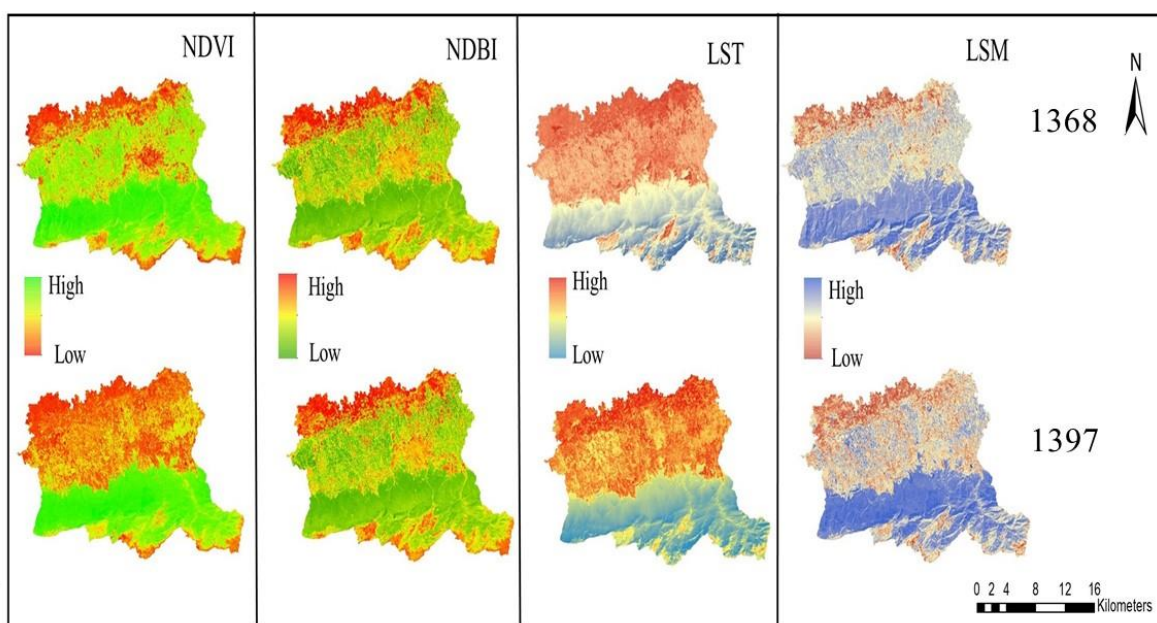 NDVI
NDBI
LST
LSM
N
1368
High
Low
High
Low
High
Low
High
Low
1397
0 2 4 8 12 16
Kilometers